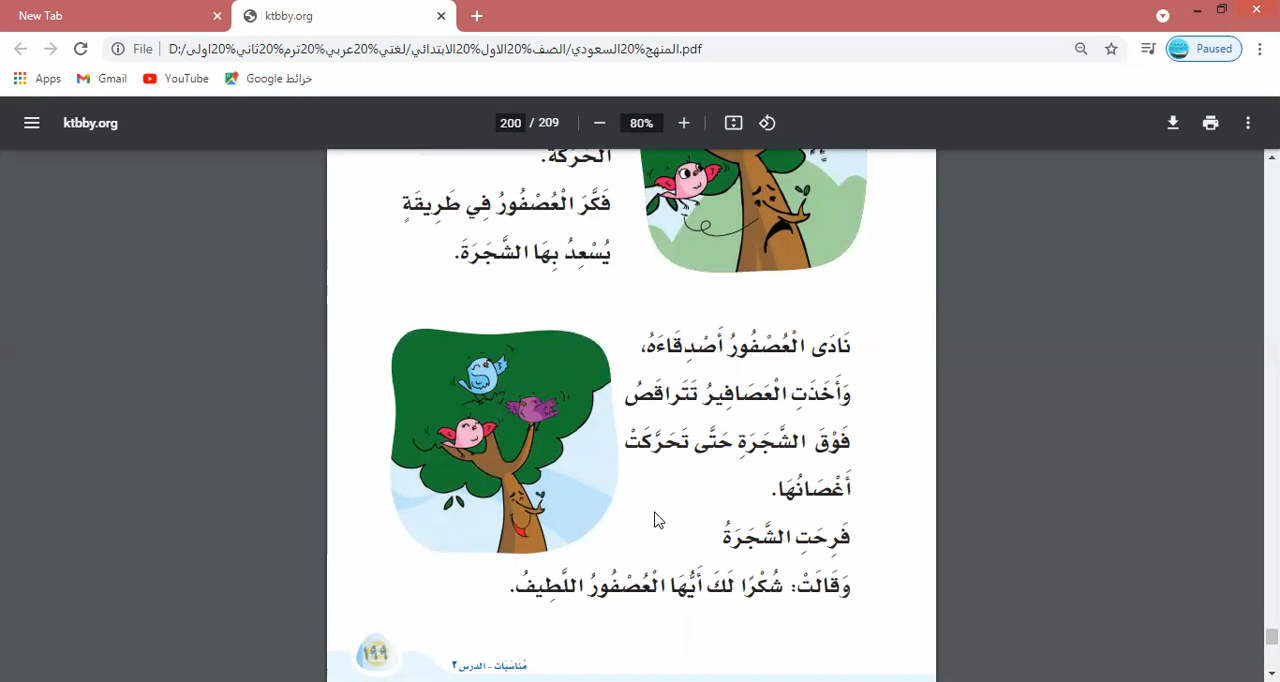 New Tab
ktbby.org
File
D:/المنهج%20السعودي/الصف%20الاول%20الابتدائي/لغتي%20عربي%20ترم%20ثاني%20اولى.pdf
Paused
Apps
Gmail
YouTube
خرائط Google
ktbby.org
200 / 209
80%
الْحَرَكَةَ.
فَكَّرَ الْعُصْفُورُ فِي طَرِيقَةٍ
يُسْعِدُ بِهَا الشَّجَرَةَ.
نَادَى الْعُصْفُورُ أَصْدِقَاءَهُ،
وَأَخَذَتِ الْعَصَافِيرُ تَتَرَاقَصُ
فَوْقَ الشَّجَرَةِ حَتَّى تَحَرَّكَتْ
أَغْصَانُهَا.
فَرِحَتِ الشَّجَرَةُ
وَقَالَتْ: شُكْرًا لَكَ أَيُّهَا الْعُصْفُورُ اللَّطِيفُ.
مُنَاسَبَات - الدرس ٢
١٩٩